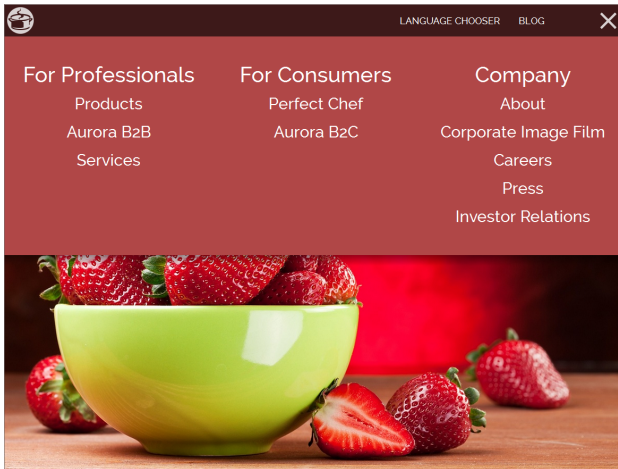 LANGUAGE CHOOSER BLOG
For Professionals
Products
Aurora B2B
Services
For Consumers
Perfect Chef
Aurora B2C
Company
About
Corporate Image Film
Careers
Press
Investor Relations